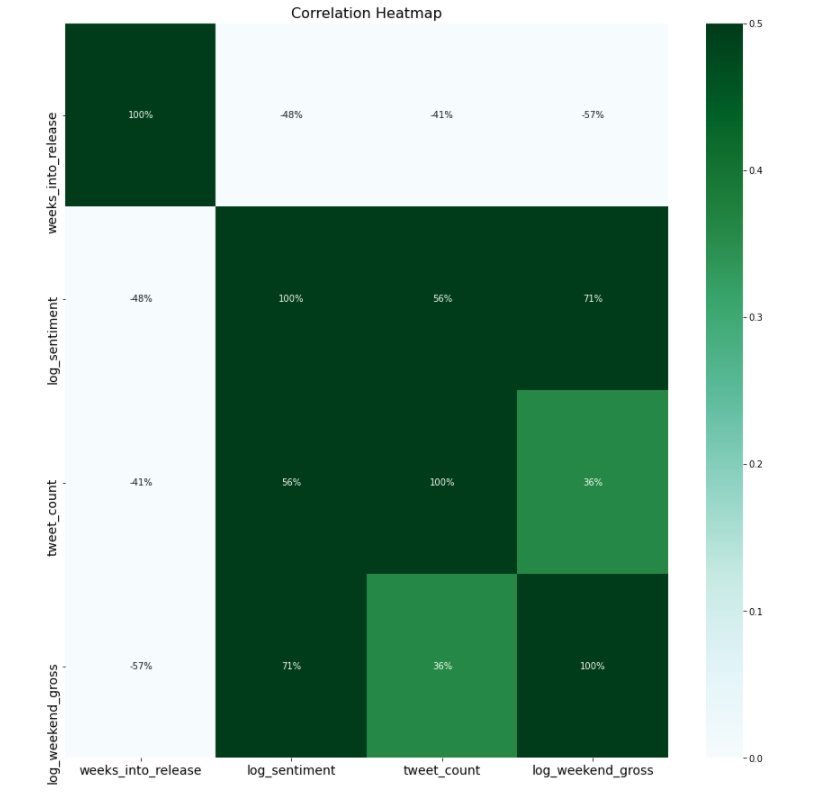 Correlation Heatmap
weeks_into_release
100%
-48%
-41%
-57%
log_sentiment
-48%
100%
56%
71%
tweet_count
-41%
56%
100%
36%
log_weekend_gross
-57%
71%
36%
100%
weeks_into_release
log_sentiment
tweet_count
log_weekend_gross
0.5
0.4
0.3
0.2
0.1
0.0